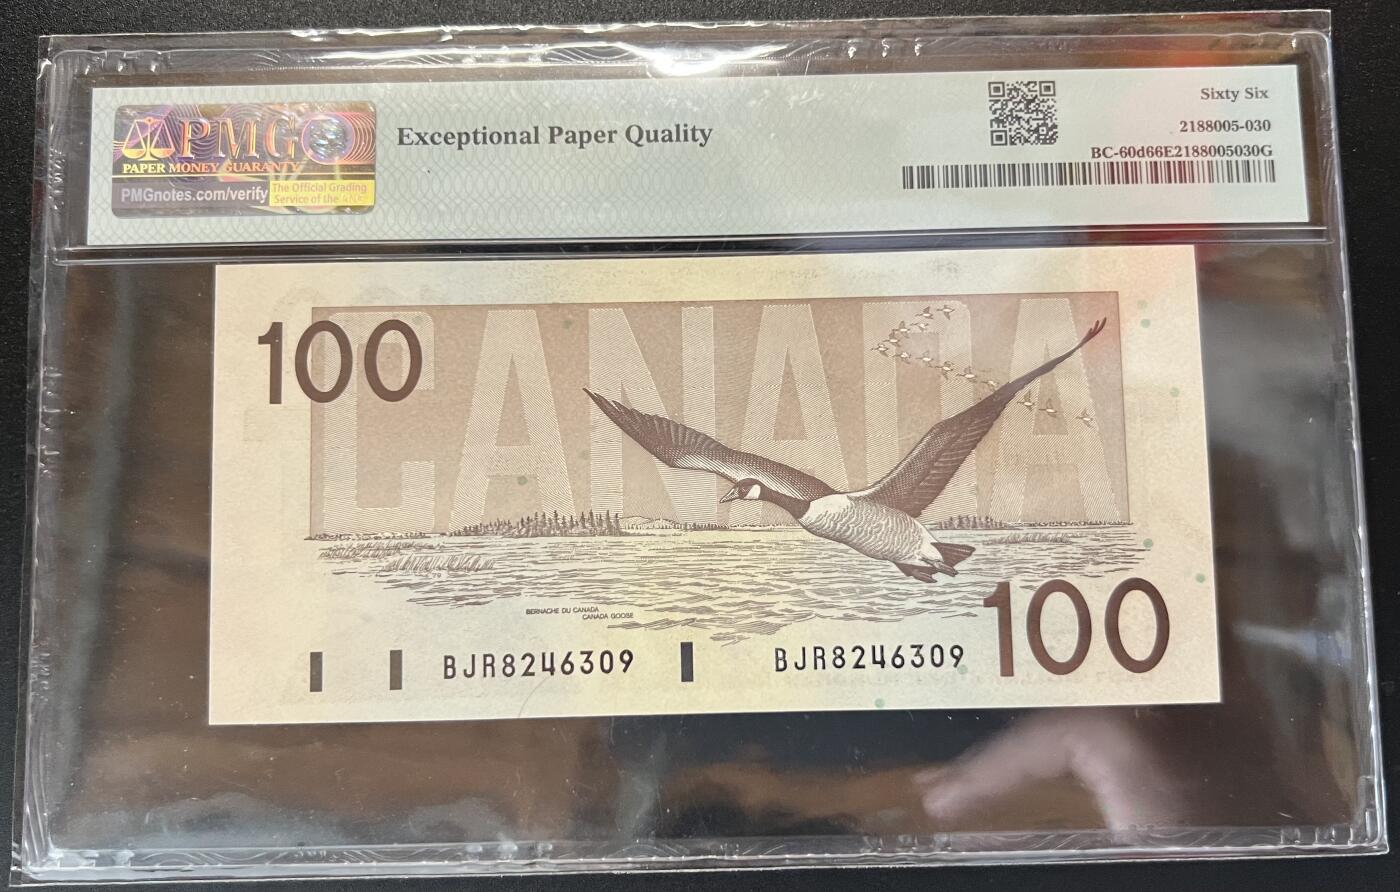 PMG
PAPER MONEY GUARANTY
PMGnotes.com/verify
The Official Grading
Service of the
Exceptional Paper Quality
Sixty Six
2188005-030
BC-60d66E2188005030G
CANADA
100
79
BERNACHE DU CANADA
CANADA GOOSE
BJR8246309
BJR8246309
100